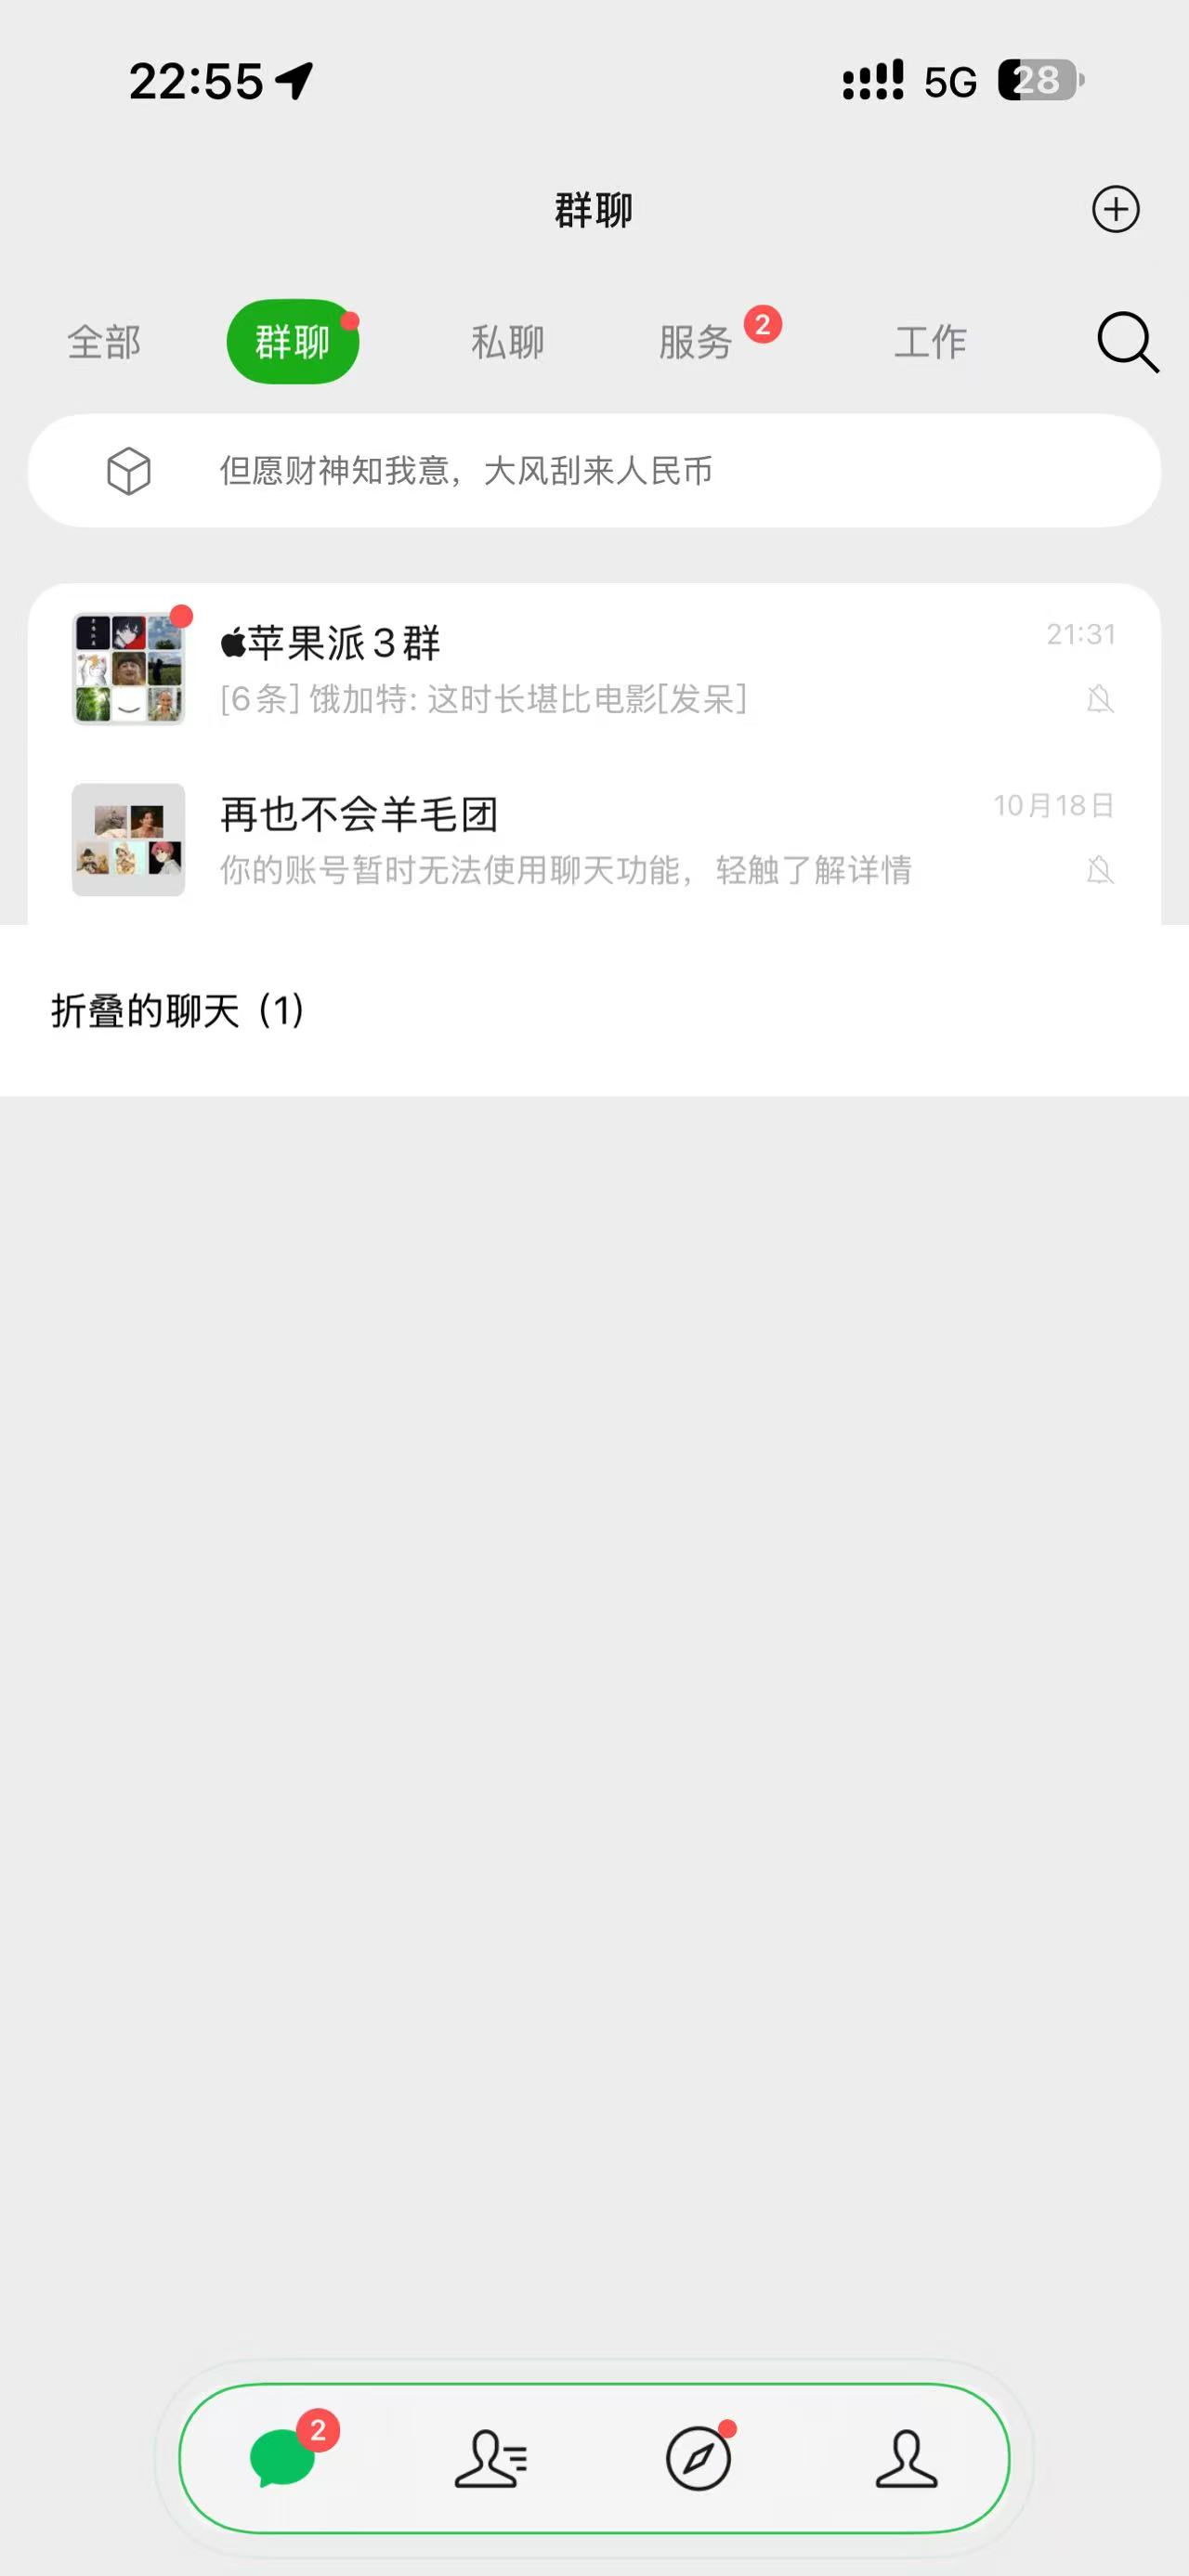 22:55 5G 28
群聊
全部 群聊 私聊 服务 2 工作
但愿财神知我意，大风刮来人民币
苹果派3群 21:31
[6条] 饿加特: 这时长堪比电影[发呆]
再也不会羊毛团 10月18日
你的账号暂时无法使用聊天功能，轻触了解详情
折叠的聊天 (1)
2